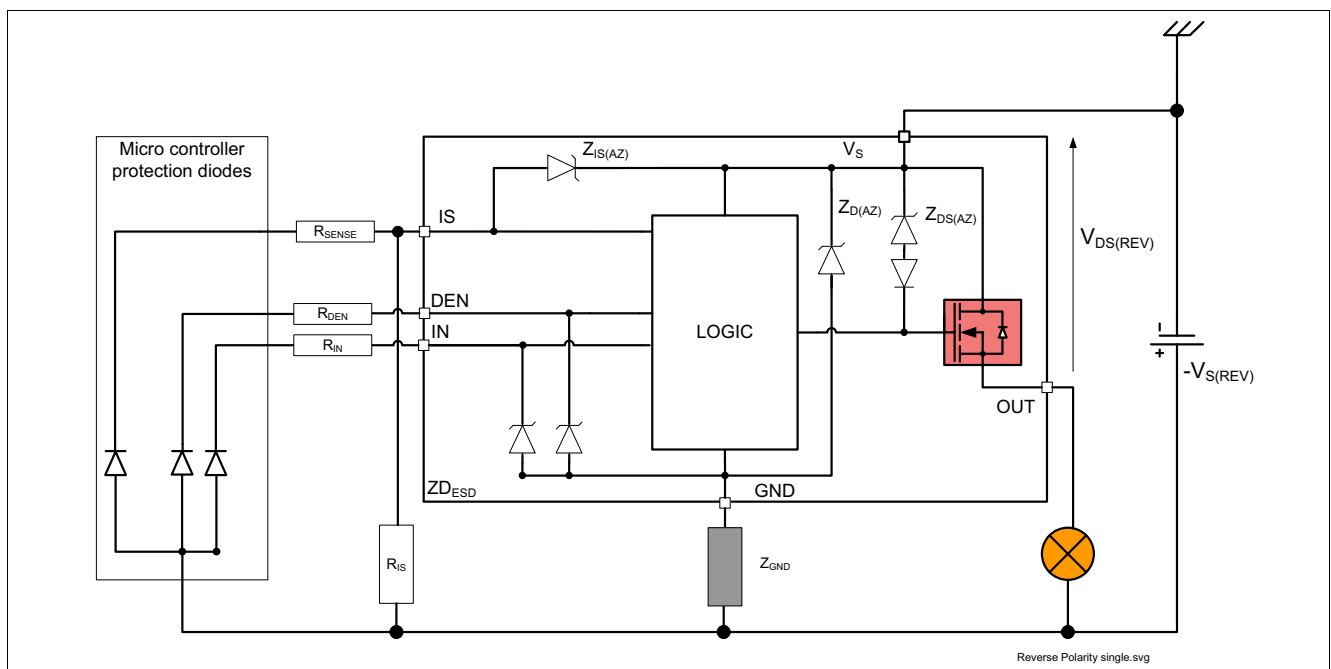 Micro controller
protection diodes
Z_IS(AZ)
V_S
Z_D(AZ)
Z_DS(AZ)
V_DS(REV)
IS
R_SENSE
DEN
R_DEN
IN
R_IN
LOGIC
-
+
-V_S(REV)
OUT
ZD_ESD
GND
R_IS
Z_GND
Reverse Polarity single.svg